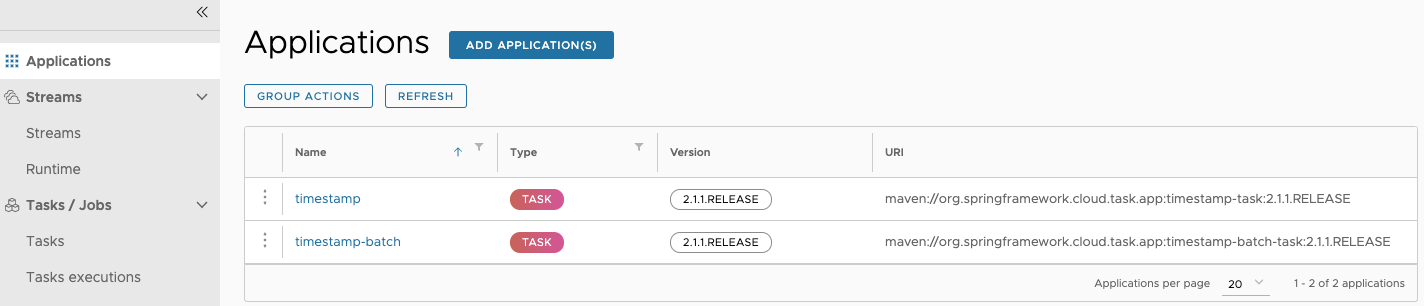 Applications
Streams
Streams
Runtime
Tasks / Jobs
Tasks
Tasks executions
Applications ADD APPLICATION(S)
GROUP ACTIONS REFRESH
Name Type Version URI
timestamp TASK 2.1.1.RELEASE maven://org.springframework.cloud.task.app:timestamp-task:2.1.1.RELEASE
timestamp-batch TASK 2.1.1.RELEASE maven://org.springframework.cloud.task.app:timestamp-batch-task:2.1.1.RELEASE
Applications per page 20 1 - 2 of 2 applications